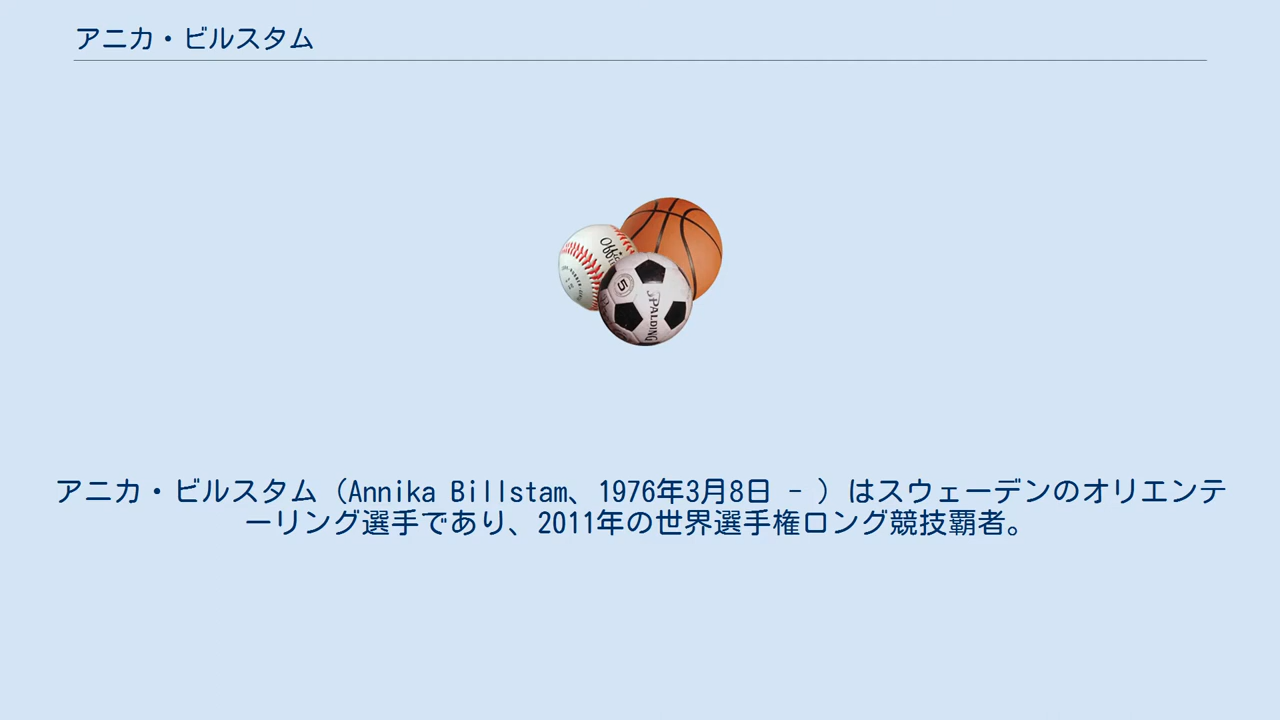 アニカ・ビルスタム
Offici
5
SPALDING
アニカ・ビルスタム（Annika Billstam、1976年3月8日 - ）はスウェーデンのオリエンテ
ーリング選手であり、2011年の世界選手権ロング競技覇者。